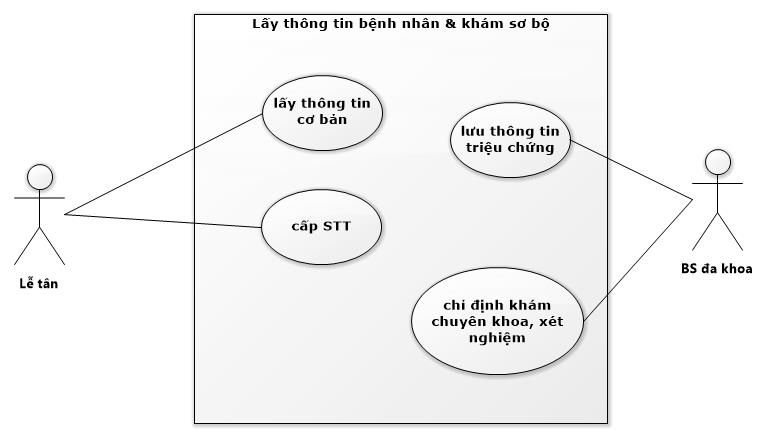 Lấy thông tin bệnh nhân & khám sơ bộ
lấy thông tin
cơ bản
lưu thông tin
triệu chứng
cấp STT
Lễ tân
BS đa khoa
chỉ định khám
chuyên khoa, xét
nghiệm